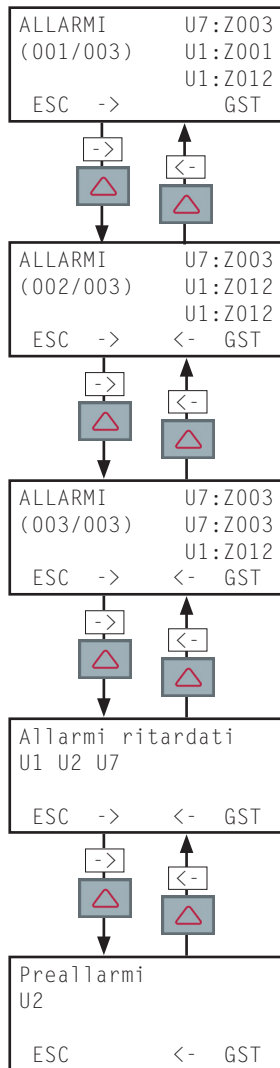 ALLARMI U7:Z003
(001/003) U1:Z001
U1:Z012
ESC -> GST
->
<-
ALLARMI U7:Z003
(002/003) U1:Z012
U1:Z012
ESC -> <- GST
->
<-
ALLARMI U7:Z003
(003/003) U7:Z003
U1:Z012
ESC -> <- GST
->
<-
Allarmi ritardati
U1 U2 U7
ESC -> <- GST
->
<-
Preallarmi
U2
ESC <- GST